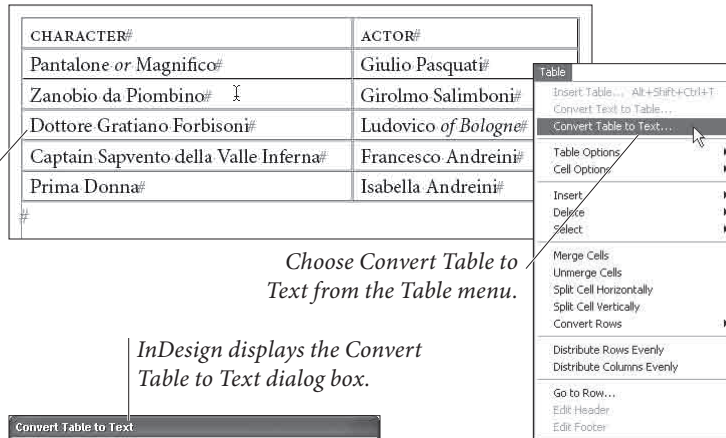 CHARACTER# ACTOR#
Pantalone or Magnifico# Giulio Pasquati#
Zanobio da Piombino# Girolmo Salimboni#
Dottore Gratiano Forbisoni# Ludovico of Bologne#
Captain Sapvento della Valle Inferna# Francesco Andreini#
Prima Donna# Isabella Andreini#
#
Choose Convert Table to
Text from the Table menu.
InDesign displays the Convert
Table to Text dialog box.
Convert Table to Text
Table
Insert Table... Alt+Shift+Ctrl+T
Convert Text to Table...
Convert Table to Text...
Table Options
Cell Options
Insert
Delete
Select
Merge Cells
Unmerge Cells
Split Cell Horizontally
Split Cell Vertically
Convert Rows
Distribute Rows Evenly
Distribute Columns Evenly
Go to Row...
Edit Header
Edit Footer